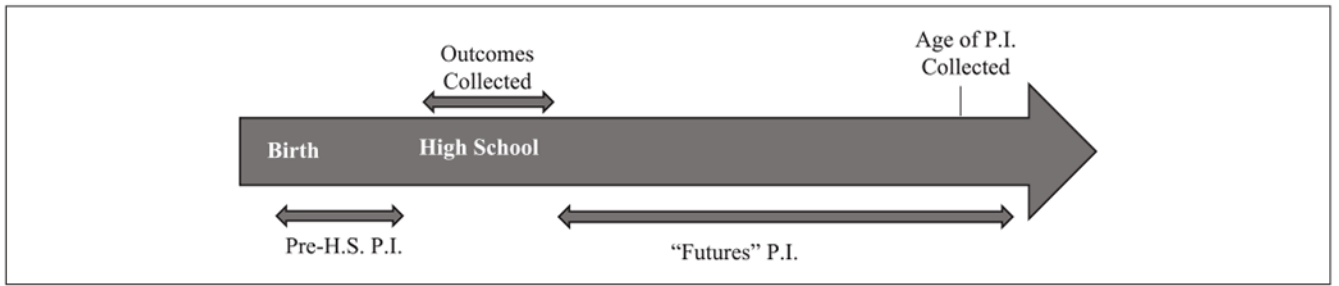 Outcomes
Collected
Age of P.I.
Collected
Birth
High School
Pre-H.S. P.I.
“Futures” P.I.